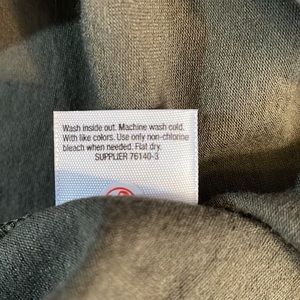 Wash inside out. Machine wash cold.
With like colors. Use only non-chlorine
bleach when needed. Flat dry.
SUPPLIER 76140-3